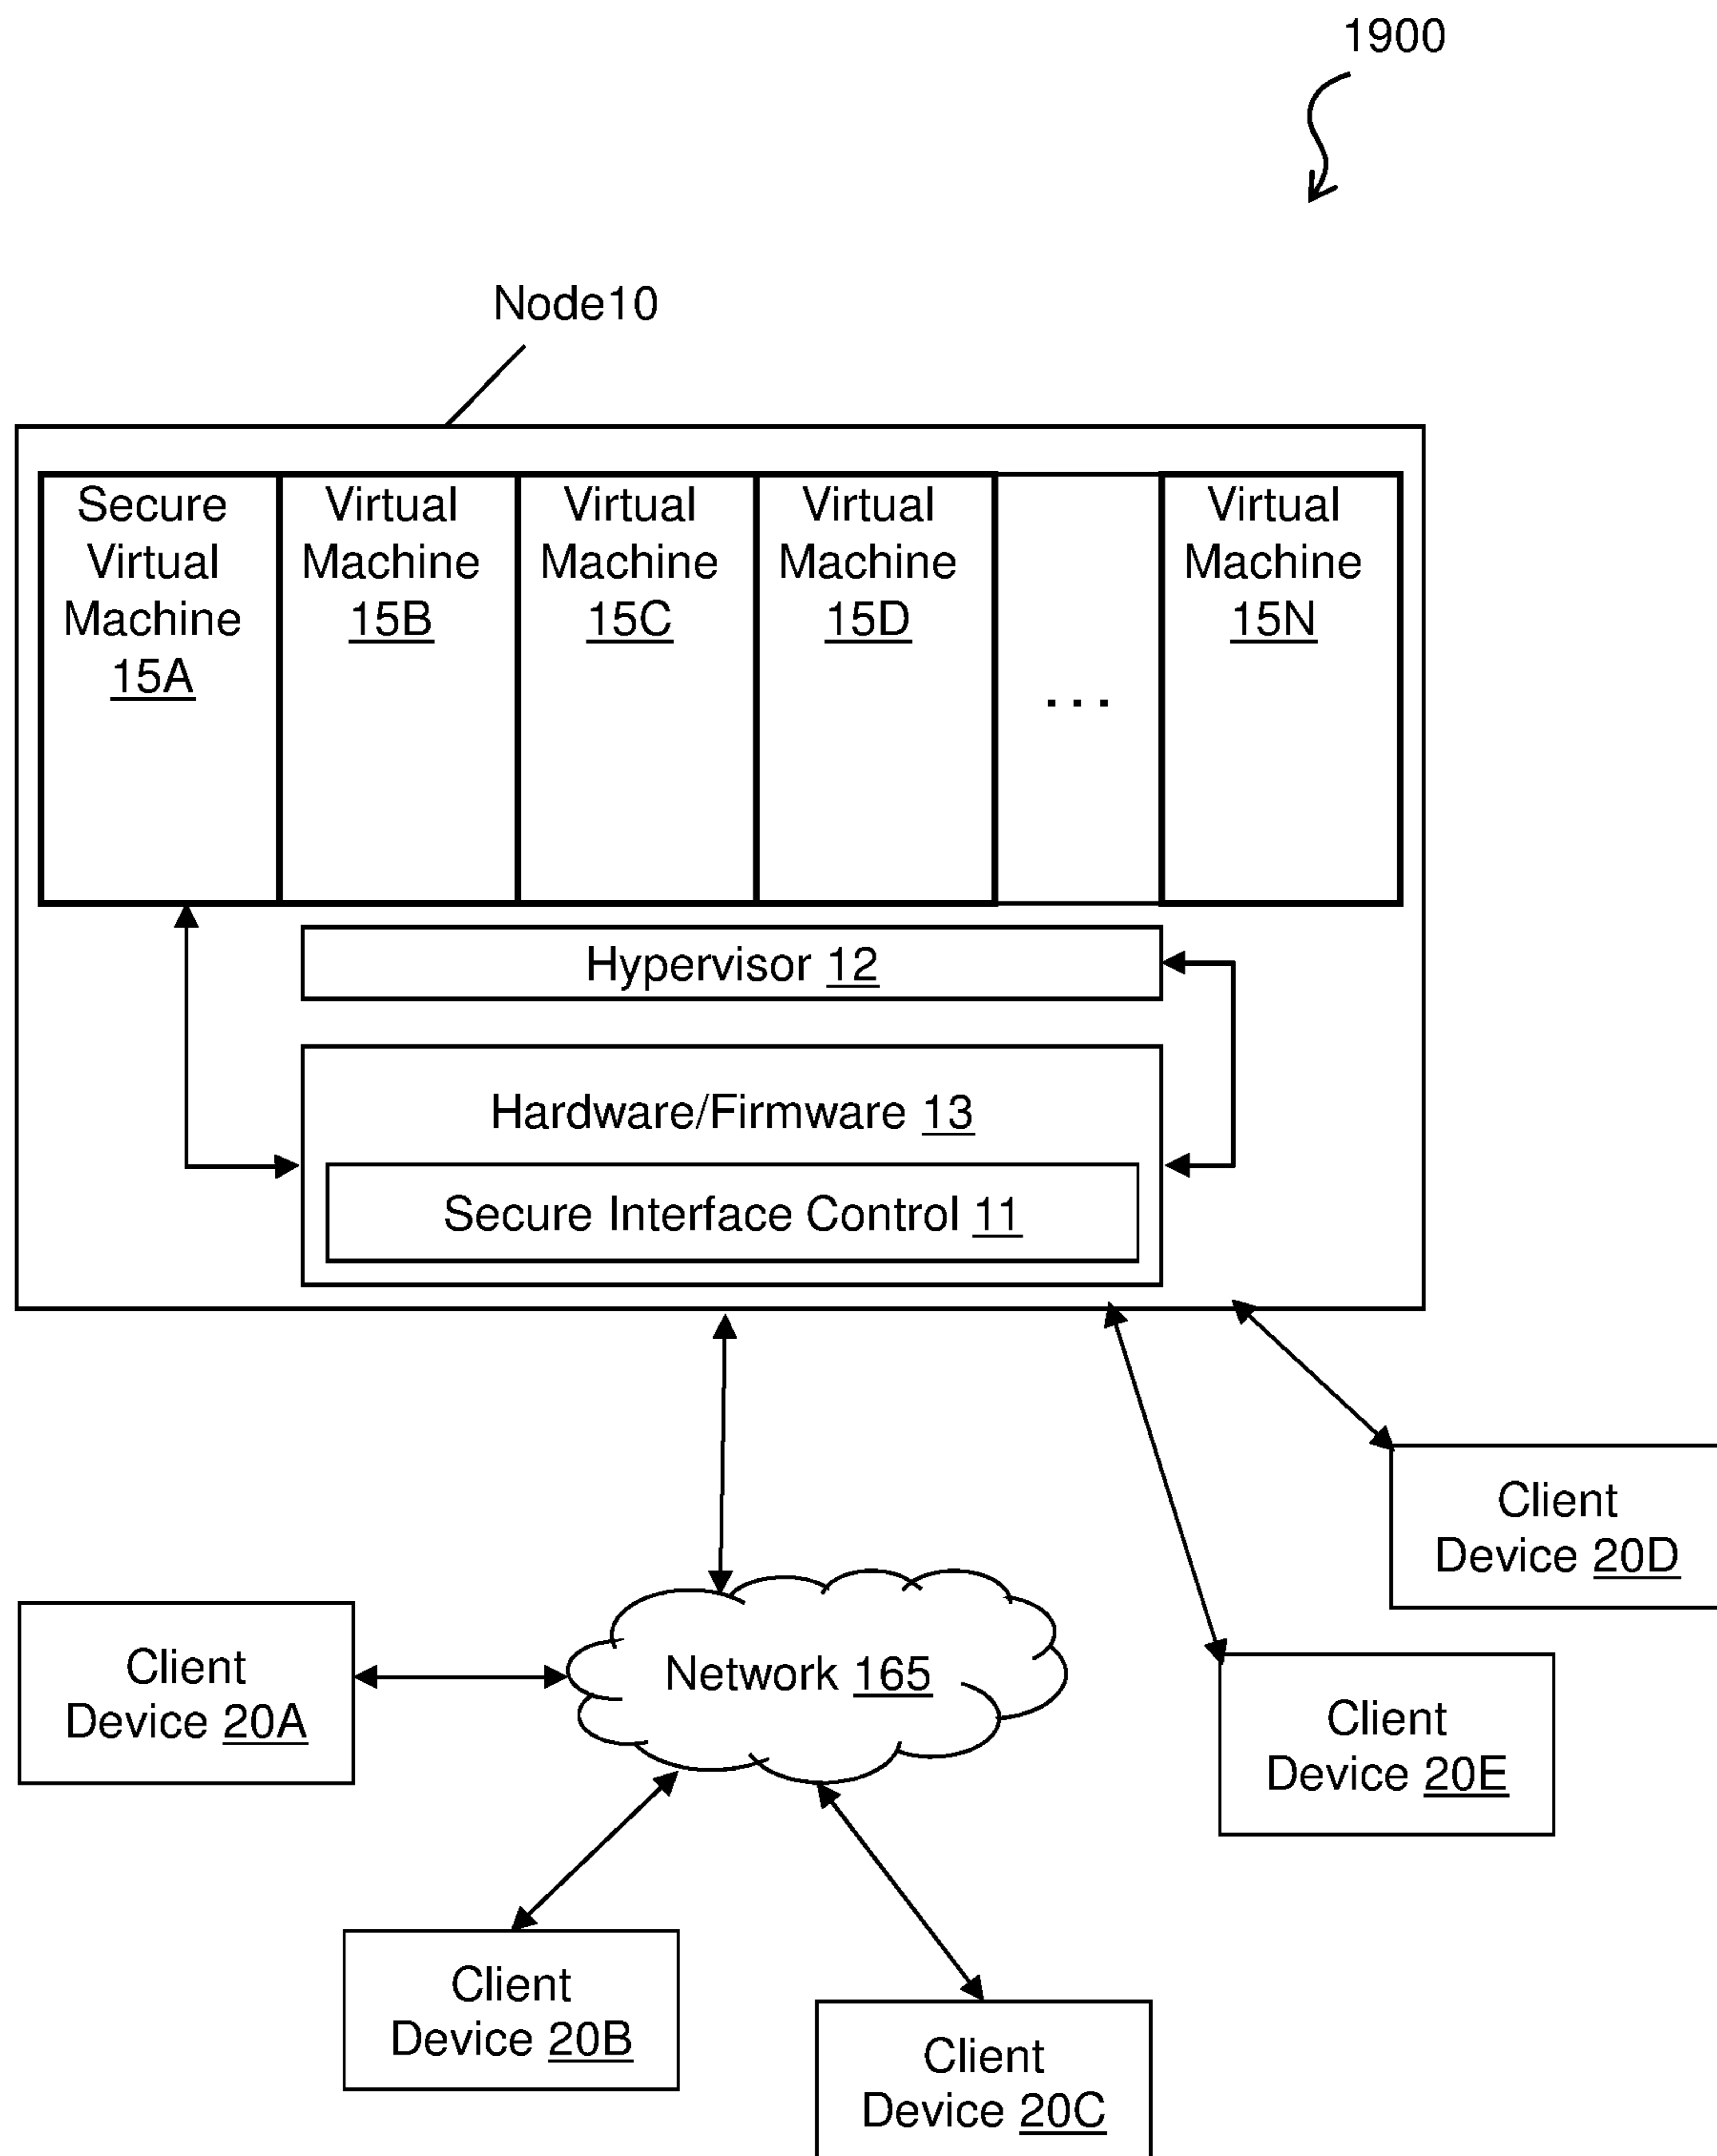 1900
Node10
Secure
Virtual
Machine
15A
Virtual
Machine
15B
Virtual
Machine
15C
Virtual
Machine
15D
...
Virtual
Machine
15N
Hypervisor 12
Hardware/Firmware 13
Secure Interface Control 11
Client
Device 20D
Network 165
Client
Device 20A
Client
Device 20E
Client
Device 20B
Client
Device 20C